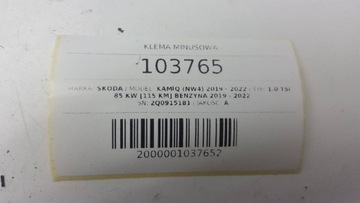 KLEMA MINUSOWA
103765
MARKA: SKODA / MODEL: KAMIQ (NW4) 2019 - 2022 - TYP: 1.0 TSI
85 KW [115 KM] BENZYNA 2019 - 2022
SN: 2Q0915181 - JAKOŚĆ: A
2000001037652